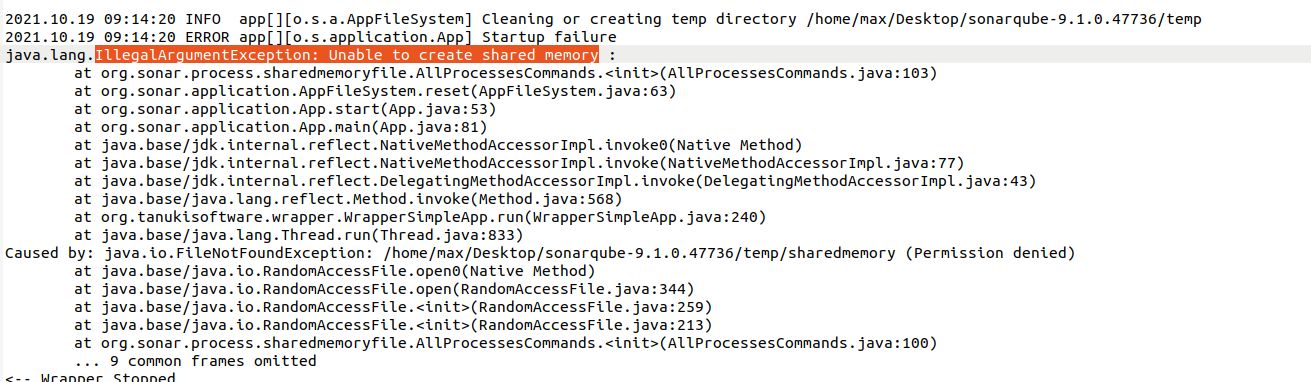 2021.10.19 09:14:20 INFO  app[][o.s.a.AppFileSystem] Cleaning or creating temp directory /home/max/Desktop/sonarqube-9.1.0.47736/temp
2021.10.19 09:14:20 ERROR app[][o.s.application.App] Startup failure
java.lang.IllegalArgumentException: Unable to create shared memory :
        at org.sonar.process.sharedmemoryfile.AllProcessesCommands.<init>(AllProcessesCommands.java:103)
        at org.sonar.application.AppFileSystem.reset(AppFileSystem.java:63)
        at org.sonar.application.App.start(App.java:53)
        at org.sonar.application.App.main(App.java:81)
        at java.base/jdk.internal.reflect.NativeMethodAccessorImpl.invoke0(Native Method)
        at java.base/jdk.internal.reflect.NativeMethodAccessorImpl.invoke(NativeMethodAccessorImpl.java:77)
        at java.base/jdk.internal.reflect.DelegatingMethodAccessorImpl.invoke(DelegatingMethodAccessorImpl.java:43)
        at java.base/java.lang.reflect.Method.invoke(Method.java:568)
        at org.tanukisoftware.wrapper.WrapperSimpleApp.run(WrapperSimpleApp.java:240)
        at java.base/java.lang.Thread.run(Thread.java:833)
Caused by: java.io.FileNotFoundException: /home/max/Desktop/sonarqube-9.1.0.47736/temp/sharedmemory (Permission denied)
        at java.base/java.io.RandomAccessFile.open0(Native Method)
        at java.base/java.io.RandomAccessFile.open(RandomAccessFile.java:344)
        at java.base/java.io.RandomAccessFile.<init>(RandomAccessFile.java:259)
        at java.base/java.io.RandomAccessFile.<init>(RandomAccessFile.java:213)
        at org.sonar.process.sharedmemoryfile.AllProcessesCommands.<init>(AllProcessesCommands.java:100)
        ... 9 common frames omitted
<-- Wrapper Stopped